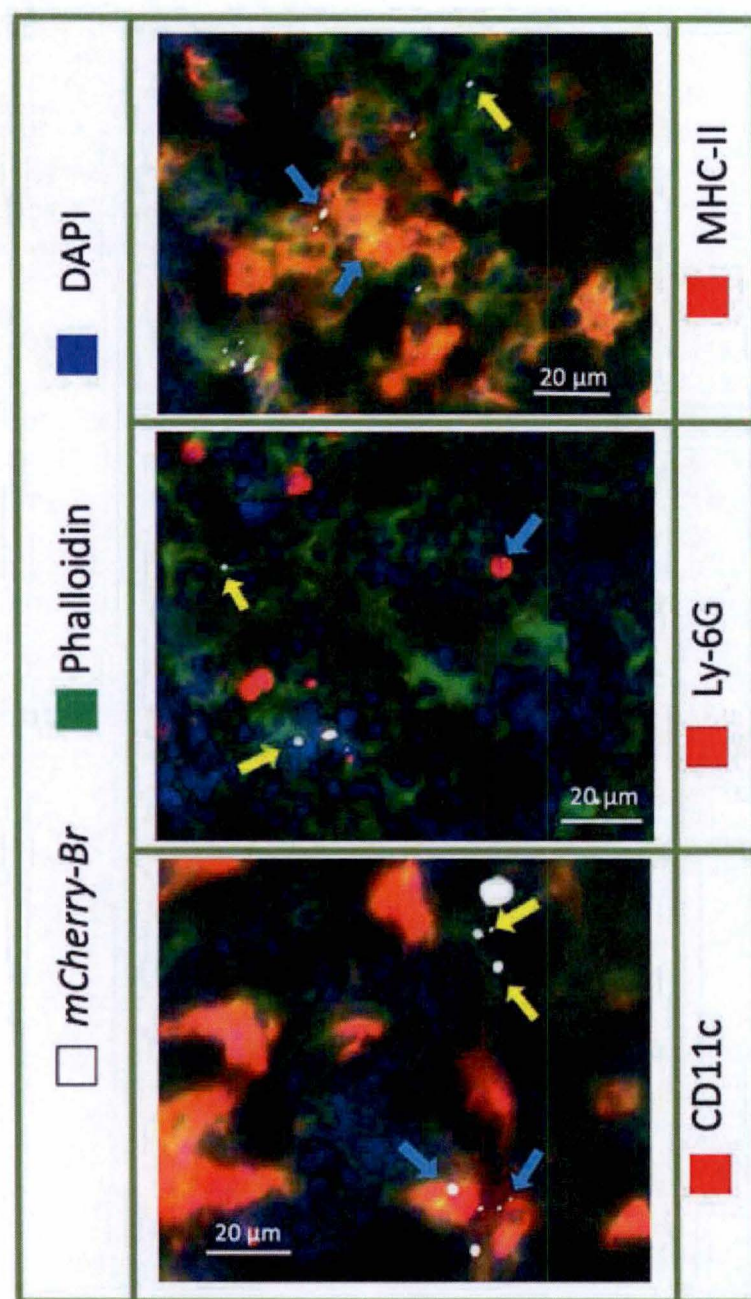 mCherry-Br
Phalloidin
DAPI
20 µm
20 µm
20 µm
CD11c
Ly-6G
MHC-II